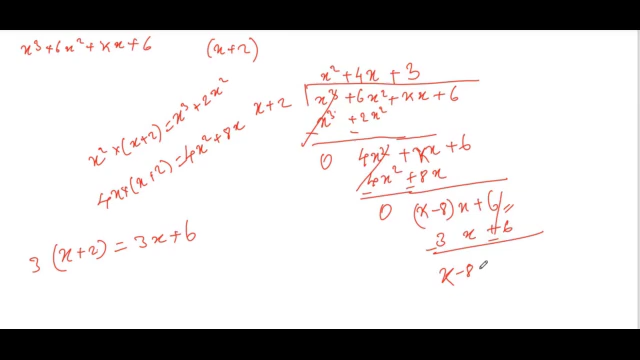 x³+6x²+kx+6 (x+2)
x²+4x+3
x+2 x³+6x²+kx+6
x²×(x+2)=x³+2x² -x³+2x²
-
0 4x²+kx+6
4x×(x+2)=4x²+8x 4x²+8x
- -
0 (k-8)x+6
3(x+2)=3x+6 -3x+6
-
k-8